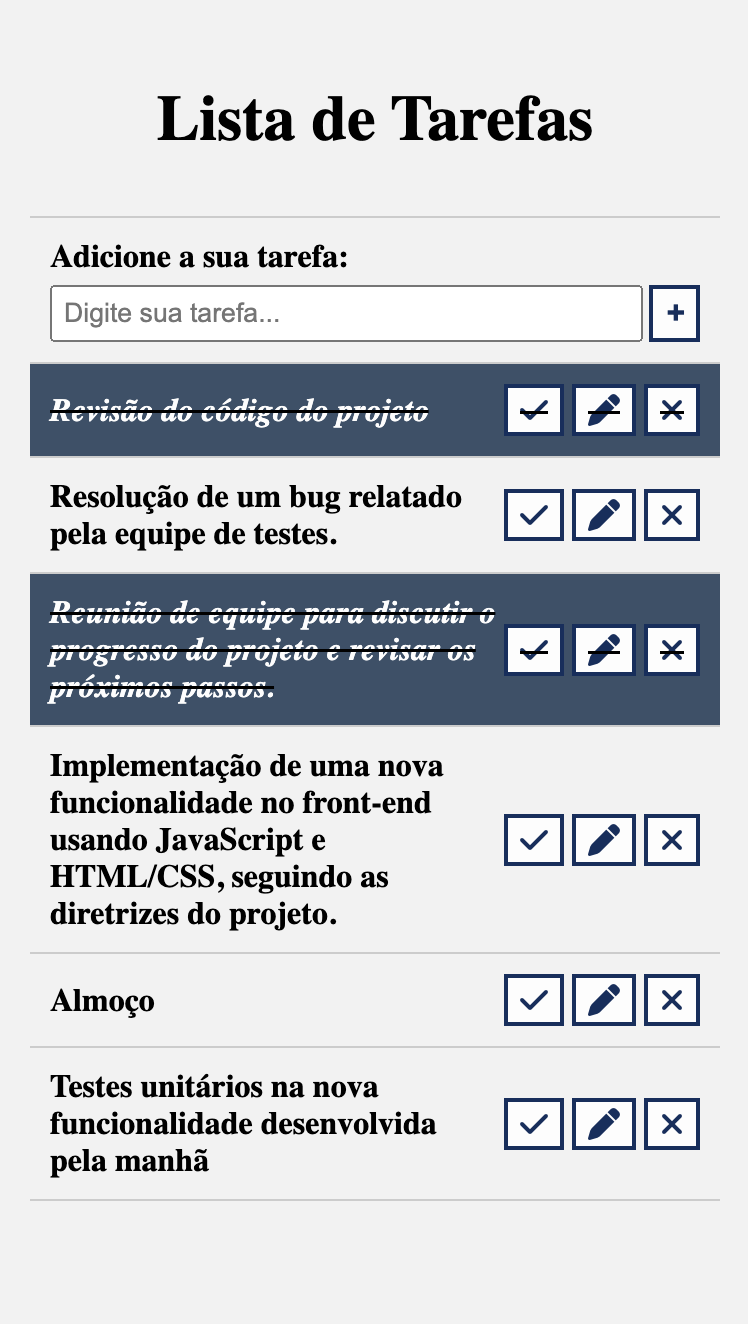 Lista de Tarefas
Adicione a sua tarefa:
Digite sua tarefa...
+
Revisão do código do projeto
Resolução de um bug relatado
pela equipe de testes.
Reunião de equipe para discutir o
progresso do projeto e revisar os
próximos passos.
Implementação de uma nova
funcionalidade no front-end
usando JavaScript e
HTML/CSS, seguindo as
diretrizes do projeto.
Almoço
Testes unitários na nova
funcionalidade desenvolvida
pela manhã